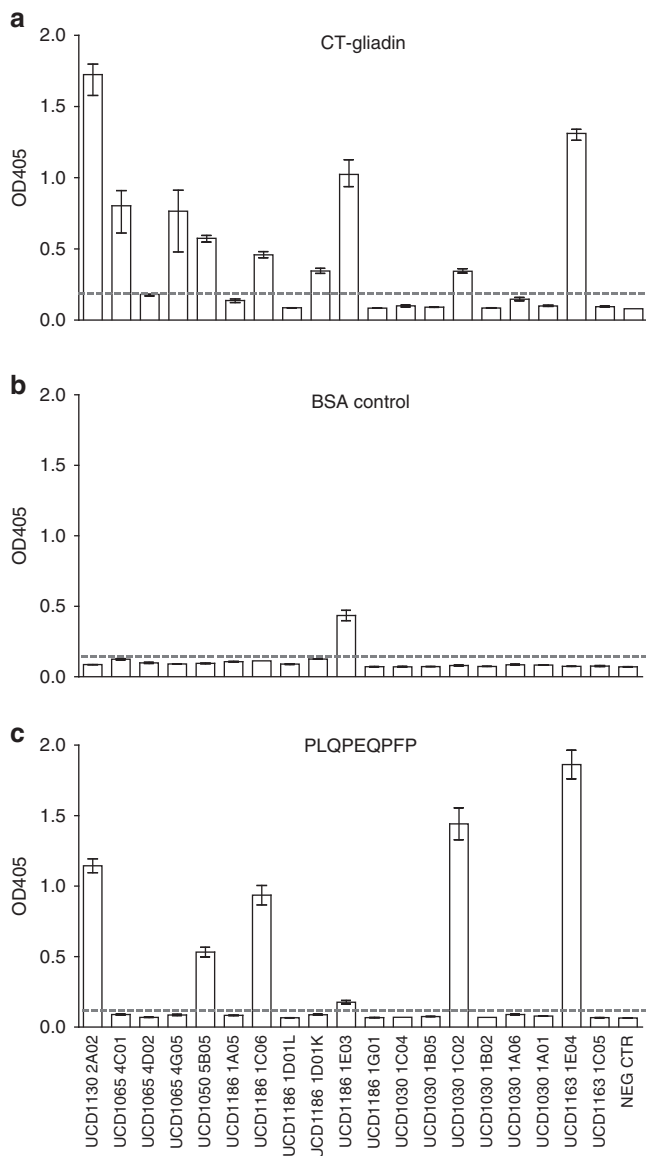 a
CT-gliadin
OD405
2.0
1.5
1.0
0.5
0.0
b
BSA control
OD405
2.0
1.5
1.0
0.5
0.0
c
PLQPEQPFP
OD405
2.0
1.5
1.0
0.5
0.0
UCD1130 2A02
UCD1065 4C01
UCD1065 4D02
UCD1065 4G05
UCD1050 5B05
UCD1186 1A05
UCD1186 1C06
UCD1186 1D01L
UCD1186 1D01K
UCD1186 1E03
UCD1186 1G01
UCD1030 1C04
UCD1030 1B05
UCD1030 1C02
UCD1030 1B02
UCD1030 1A06
UCD1030 1A01
UCD1163 1E04
UCD1163 1C05
NEG CTR